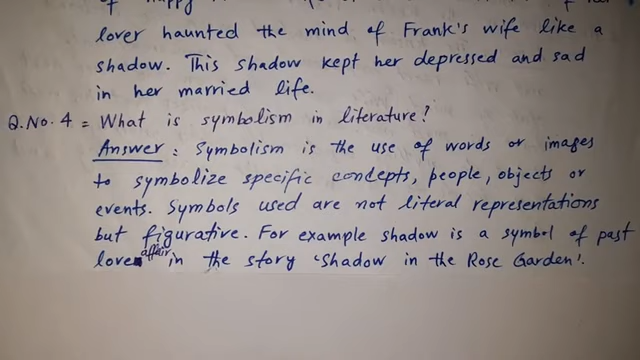 of happy
lover haunted the mind of Frank's wife like a
shadow. This shadow kept her depressed and sad
in her married life.
Q.No. 4 = What is symbolism in literature?
Answer : Symbolism is the use of words or images
to symbolize specific concepts, people, objects or
events. Symbols used are not literal representations
but figurative. For example shadow is a symbol of past
love affair in the story 'Shadow in the Rose Garden'.